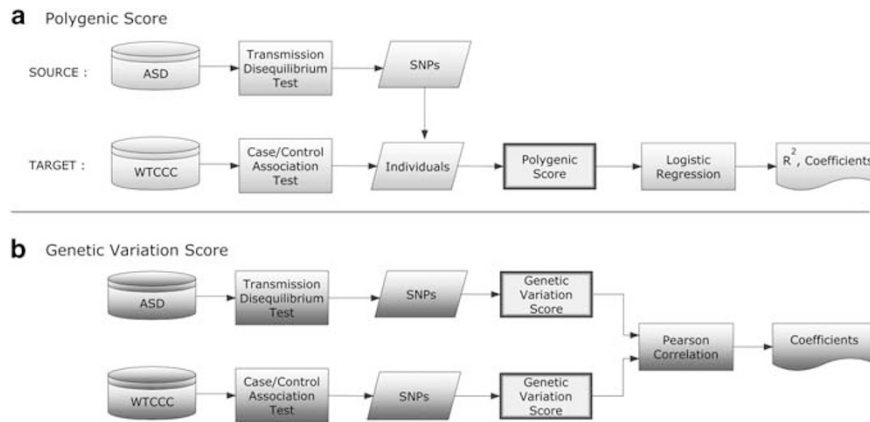 a Polygenic Score
SOURCE :
ASD
Transmission
Disequilibrium
Test
SNPs
TARGET :
WTCCC
Case/Control
Association
Test
Individuals
Polygenic
Score
Logistic
Regression
R², Coefficients
b Genetic Variation Score
ASD
Transmission
Disequilibrium
Test
SNPs
Genetic
Variation
Score
WTCCC
Case/Control
Association
Test
SNPs
Genetic
Variation
Score
Pearson
Correlation
Coefficients